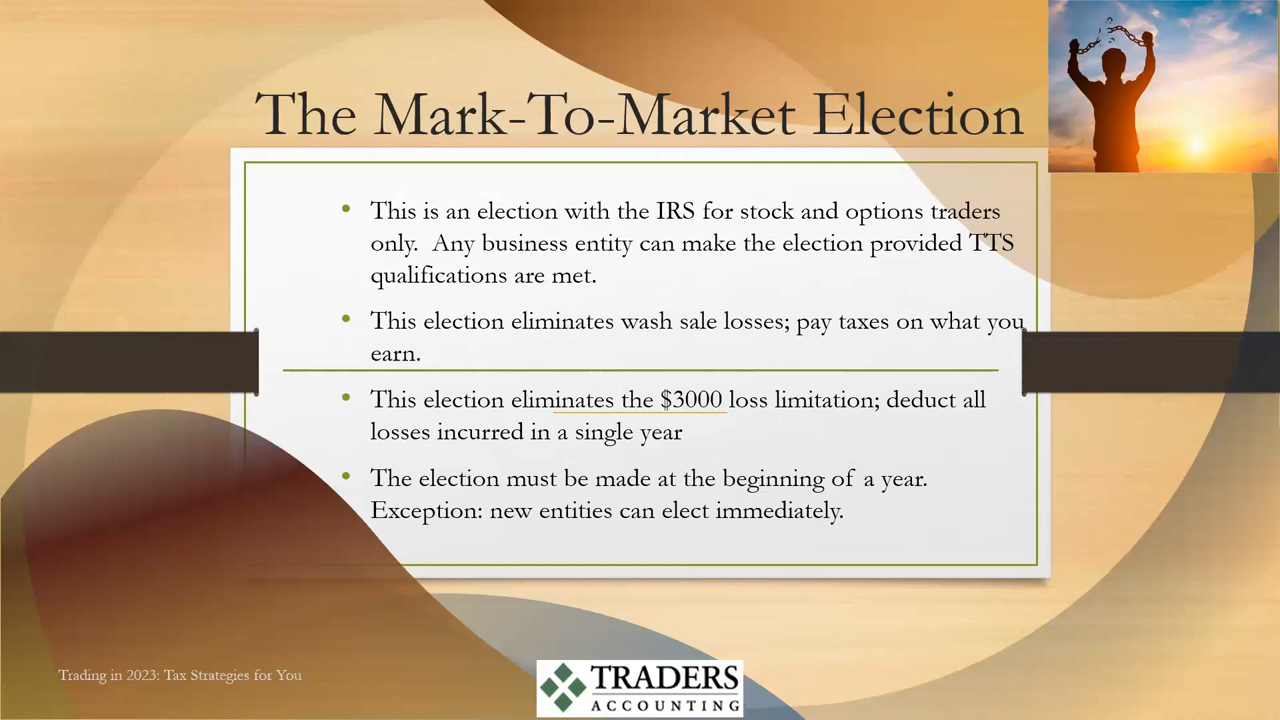 The Mark-To-Market Election
• This is an election with the IRS for stock and options traders
only.  Any business entity can make the election provided TTS
qualifications are met.
• This election eliminates wash sale losses; pay taxes on what you
earn.
• This election eliminates the $3000 loss limitation; deduct all
losses incurred in a single year
• The election must be made at the beginning of a year.
Exception: new entities can elect immediately.
Trading in 2023: Tax Strategies for You
TRADERS
ACCOUNTING